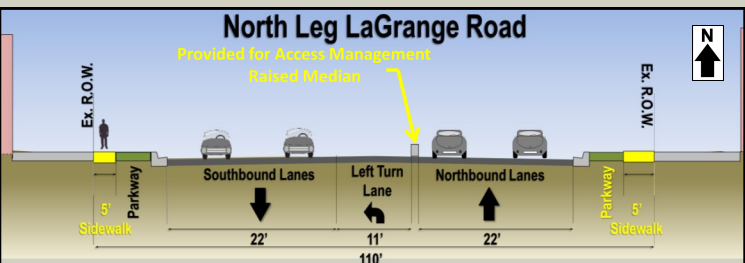 North Leg LaGrange Road
N
Provided for Access Management
Raised Median
Ex. R.O.W.
Ex. R.O.W.
Southbound Lanes
Left Turn
Lane
Northbound Lanes
Parkway
Parkway
5'
Sidewalk
5'
Sidewalk
22'
11'
22'
110'